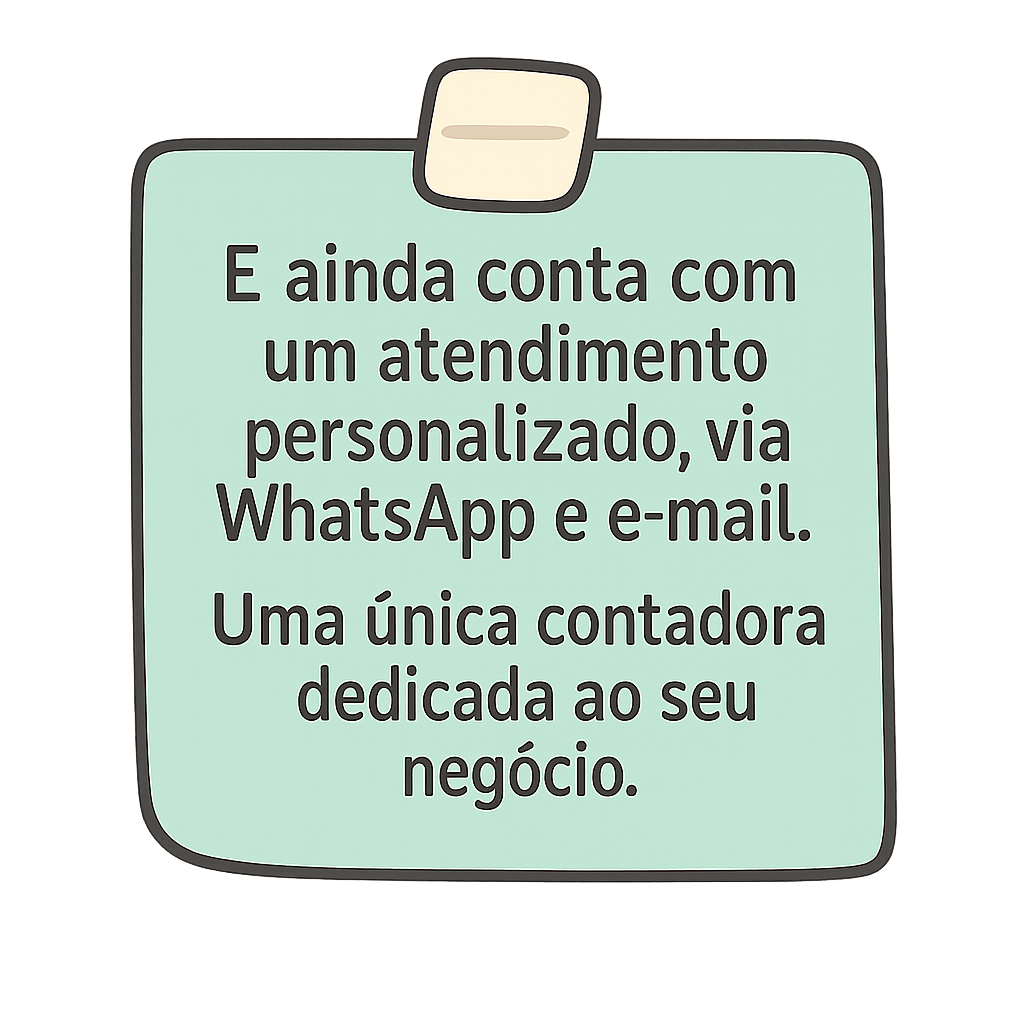 E ainda conta com
um atendimento
personalizado, via
WhatsApp e e-mail.
Uma única contadora
dedicada ao seu
negócio.